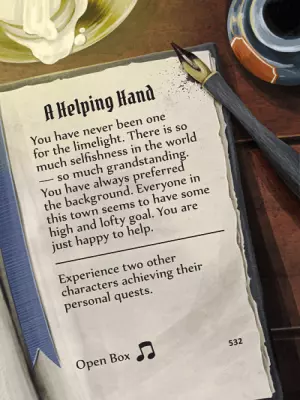 A Helping Hand
You have never been one
for the limelight. There is so
much selfishness in the world
— so much grandstanding.
You have always preferred
the background. Everyone in
this town seems to have some
high and lofty goal. You are
just happy to help.
Experience two other
characters achieving their
personal quests.
Open Box
532